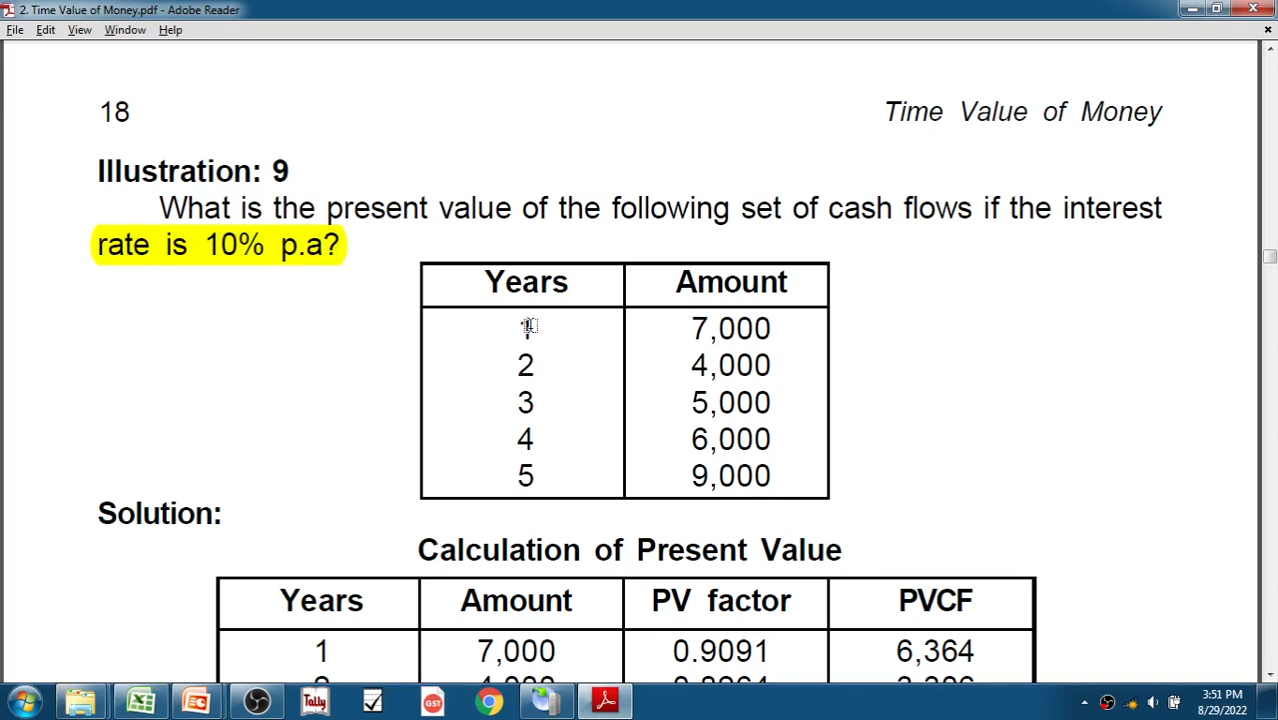 2. Time Value of Money.pdf - Adobe Reader
File Edit View Window Help
18 Time Value of Money
Illustration: 9
What is the present value of the following set of cash flows if the interest
rate is 10% p.a?
Years Amount
1 7,000
2 4,000
3 5,000
4 6,000
5 9,000
Solution:
Calculation of Present Value
Years Amount PV factor PVCF
1 7,000 0.9091 6,364
Tally
GST
3:51 PM
8/29/2022